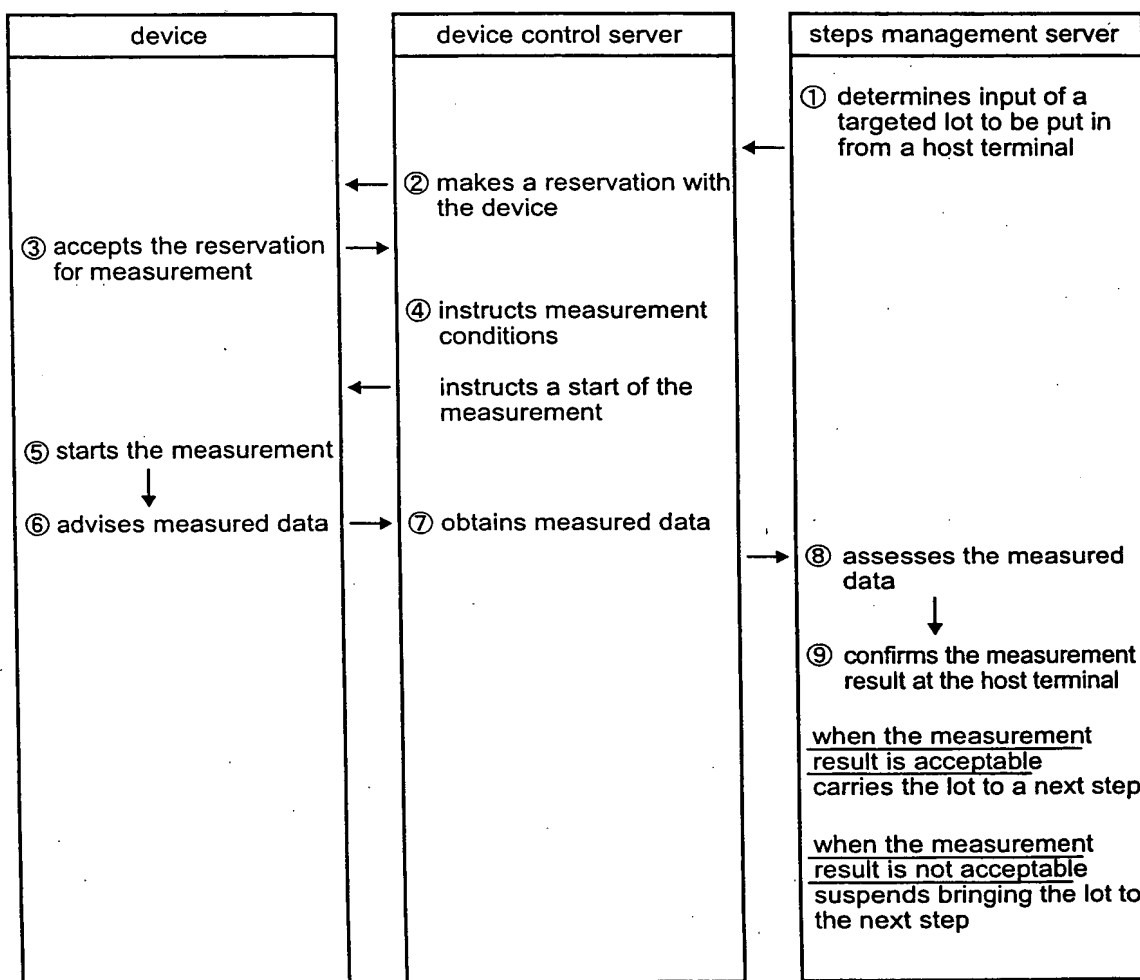 device
device control server
steps management server
① determines input of a
targeted lot to be put in
from a host terminal
② makes a reservation with
the device
③ accepts the reservation
for measurement
④ instructs measurement
conditions
instructs a start of the
measurement
⑤ starts the measurement
⑥ advises measured data
⑦ obtains measured data
⑧ assesses the measured
data
⑨ confirms the measurement
result at the host terminal
when the measurement
result is acceptable
carries the lot to a next step
when the measurement
result is not acceptable
suspends bringing the lot to
the next step